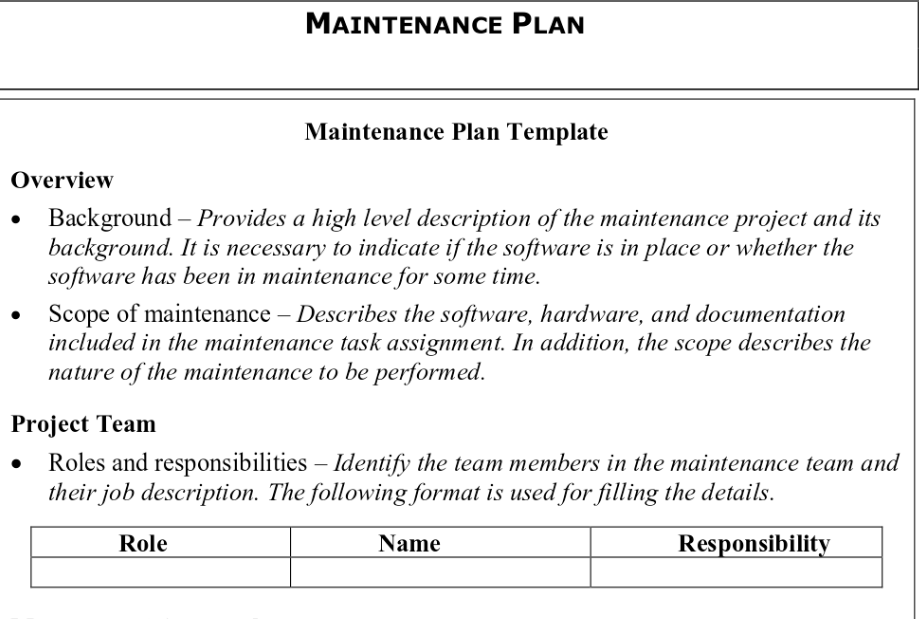 MAINTENANCE PLAN
Maintenance Plan Template
Overview
• Background – Provides a high level description of the maintenance project and its
background. It is necessary to indicate if the software is in place or whether the
software has been in maintenance for some time.
• Scope of maintenance – Describes the software, hardware, and documentation
included in the maintenance task assignment. In addition, the scope describes the
nature of the maintenance to be performed.
Project Team
• Roles and responsibilities – Identify the team members in the maintenance team and
their job description. The following format is used for filling the details.
Role Name Responsibility